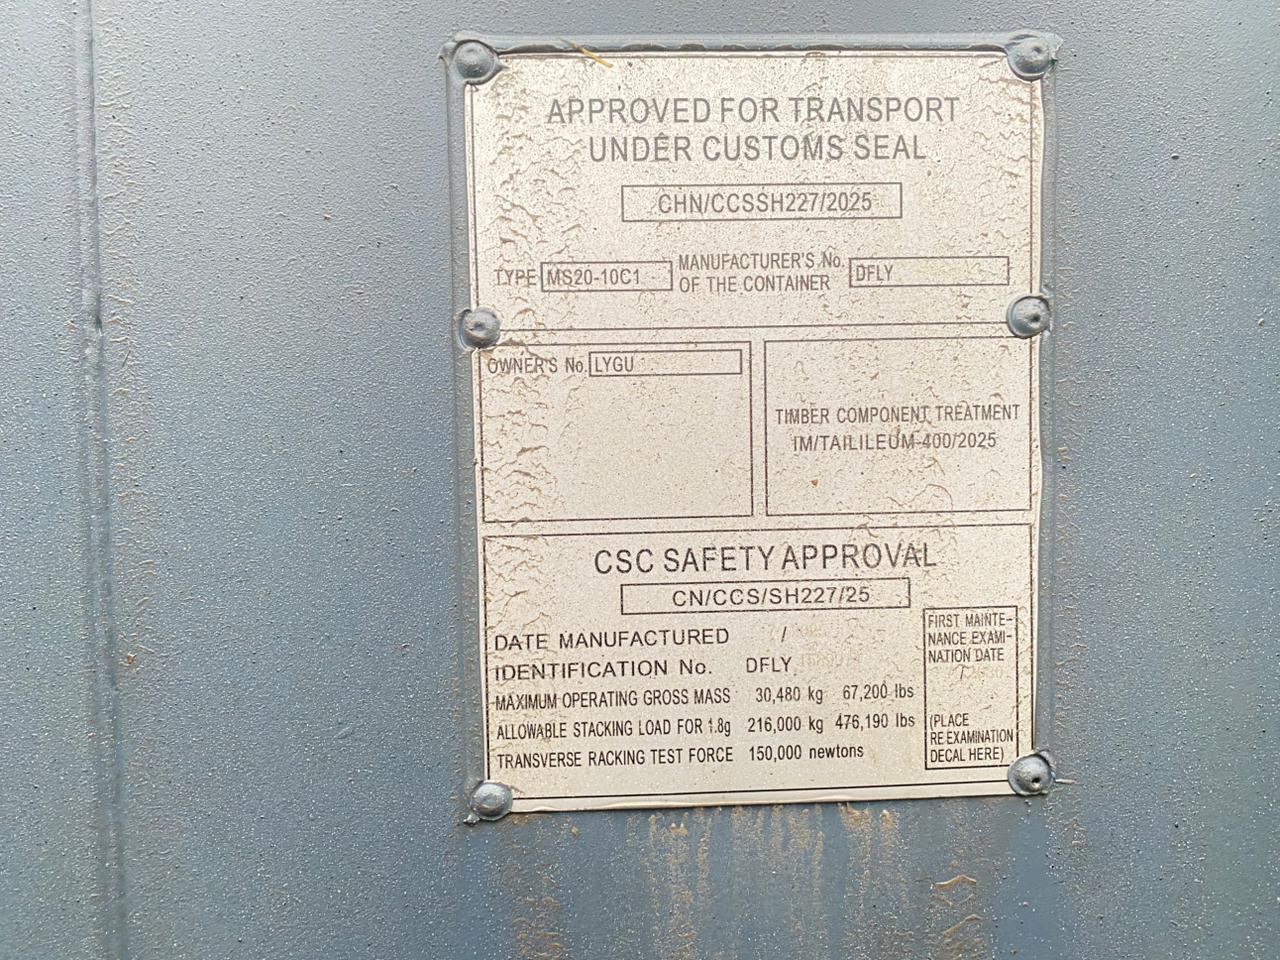 APPROVED FOR TRANSPORT
UNDER CUSTOMS SEAL
CHN/CCSSH227/2025
TYPE MS20-10C1
MANUFACTURER'S No.
OF THE CONTAINER
DFLY
OWNER'S No. LYGU
TIMBER COMPONENT TREATMENT
IM/TAILILEUM-400/2025
CSC SAFETY APPROVAL
CN/CCS/SH227/25
DATE MANUFACTURED /
IDENTIFICATION No. DFLY
MAXIMUM OPERATING GROSS MASS 30,480 kg 67,200 lbs
ALLOWABLE STACKING LOAD FOR 1.8g 216,000 kg 476,190 lbs
TRANSVERSE RACKING TEST FORCE 150,000 newtons
FIRST MAINTE-
NANCE EXAMI-
NATION DATE
/
(PLACE
RE EXAMINATION
DECAL HERE)